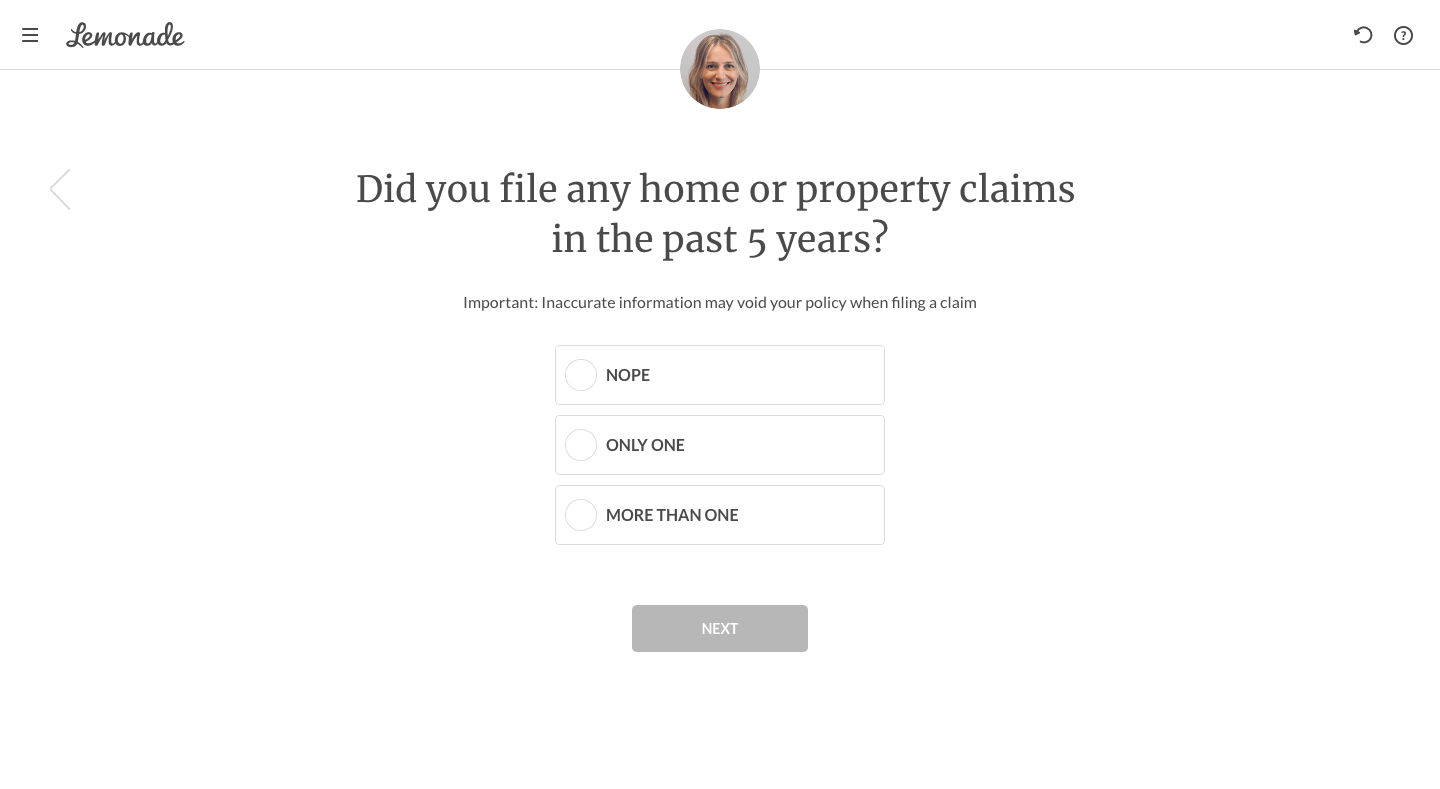 Lemonade
?
Did you file any home or property claims
in the past 5 years?
Important: Inaccurate information may void your policy when filing a claim
NOPE
ONLY ONE
MORE THAN ONE
NEXT